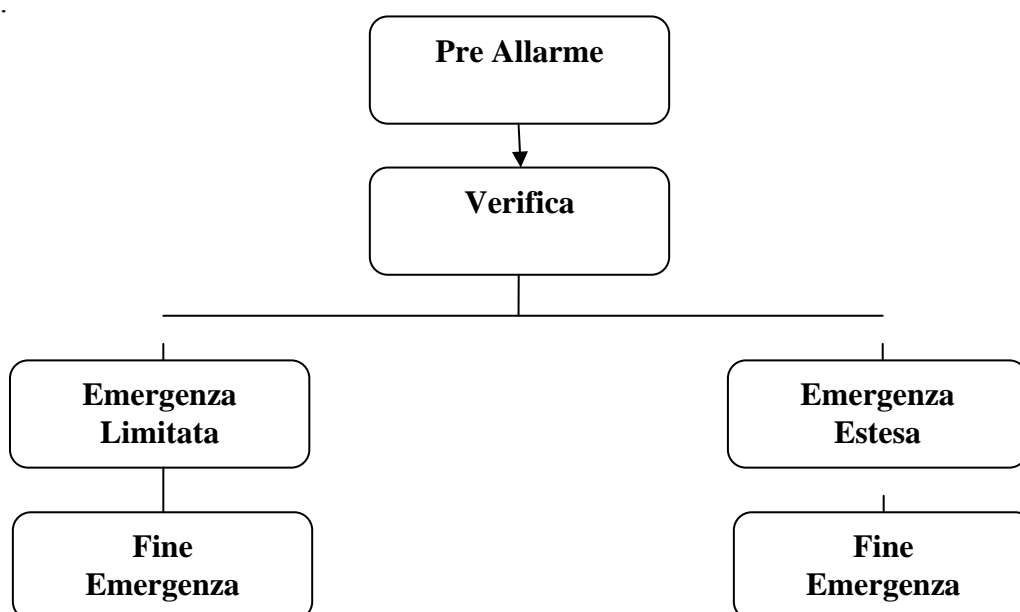 .
Pre Allarme
Verifica
Emergenza
Limitata
Emergenza
Estesa
Fine
Emergenza
Fine
Emergenza